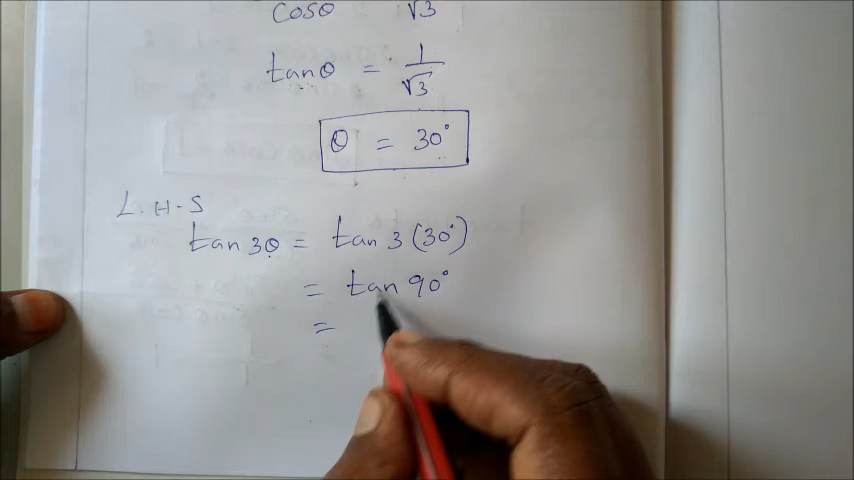 cosθ √3
tanθ = 1/√3
θ = 30°
L.H.S
tan 3θ = tan 3 (30°)
= tan 90°
=